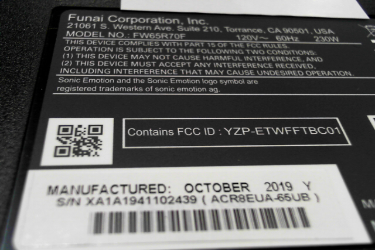 Funai Corporation, Inc.
21061 S. Western Ave. Suite 210, Torrance, CA 90501, USA
MODEL NO.: FW65R70F 120V~ 60Hz 230W
THIS DEVICE COMPLIES WITH PART 15 OF THE FCC RULES.
OPERATION IS SUBJECT TO THE FOLLOWING TWO CONDITIONS:
(1) THIS DEVICE MAY NOT CAUSE HARMFUL INTERFERENCE, AND
(2) THIS DEVICE MUST ACCEPT ANY INTERFERENCE RECEIVED,
INCLUDING INTERFERENCE THAT MAY CAUSE UNDESIRED OPERATION.
Sonic Emotion and the Sonic Emotion logo are
registered trademarks of sonic emotion ag.
Contains FCC ID : YZP-ETWFFTBC01
MANUFACTURED: OCTOBER 2019 Y
S/N XA1A1941102439 ( ACR8EUA-65UB )